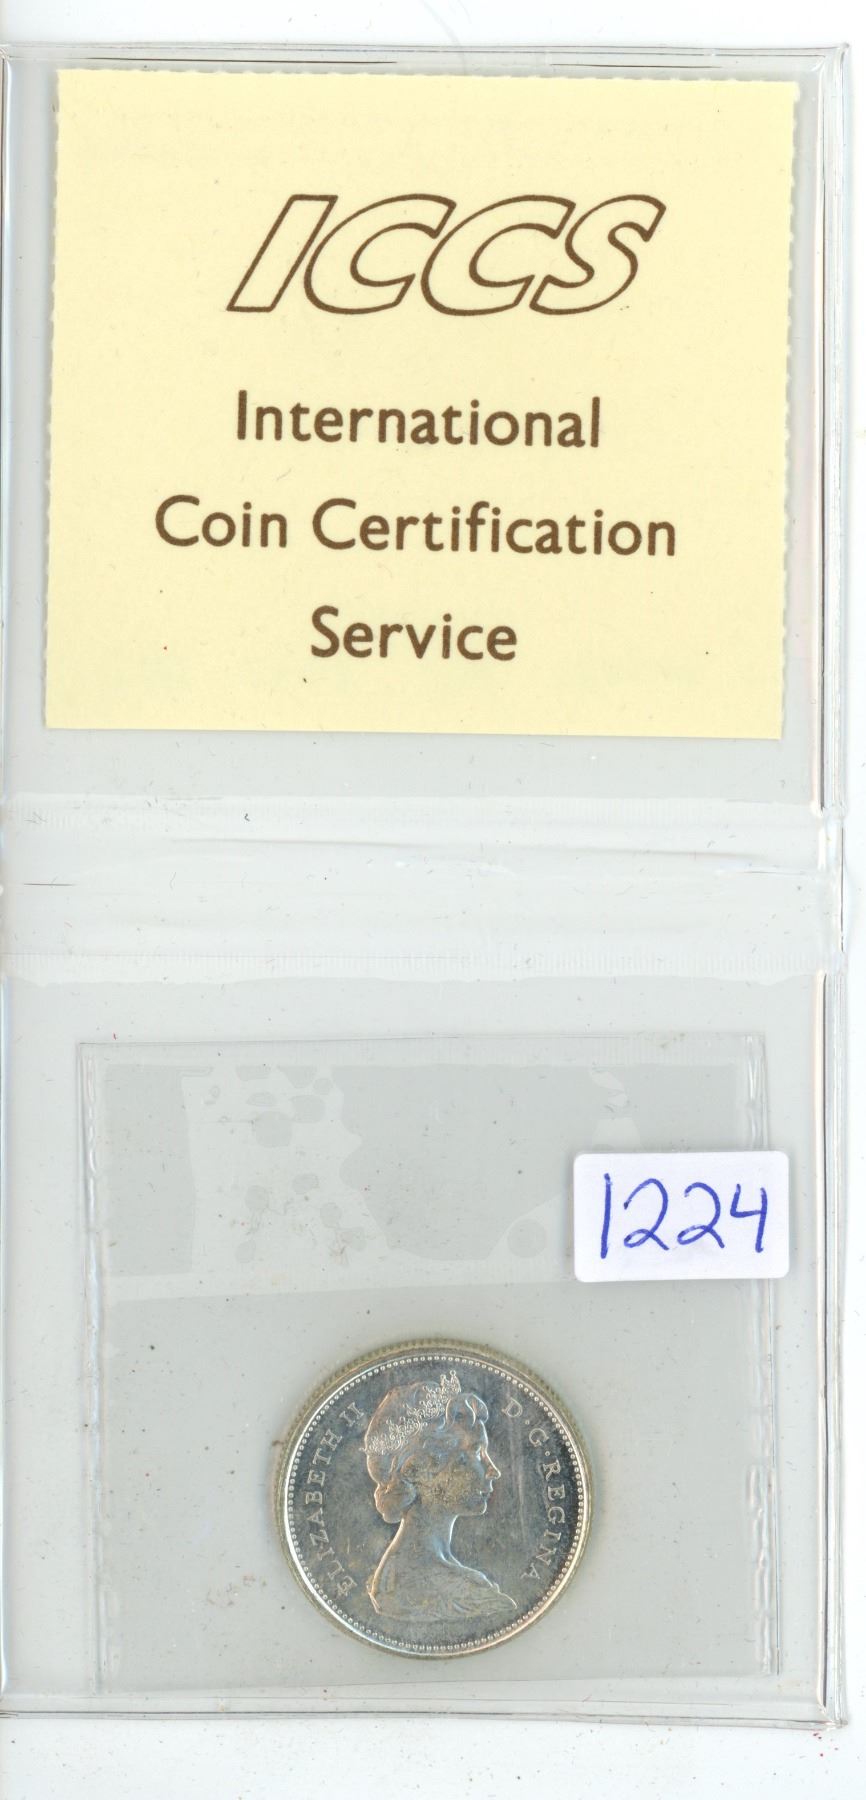 ICCS
International
Coin Certification
Service
1224
ELIZABETH II D·G·REGINA